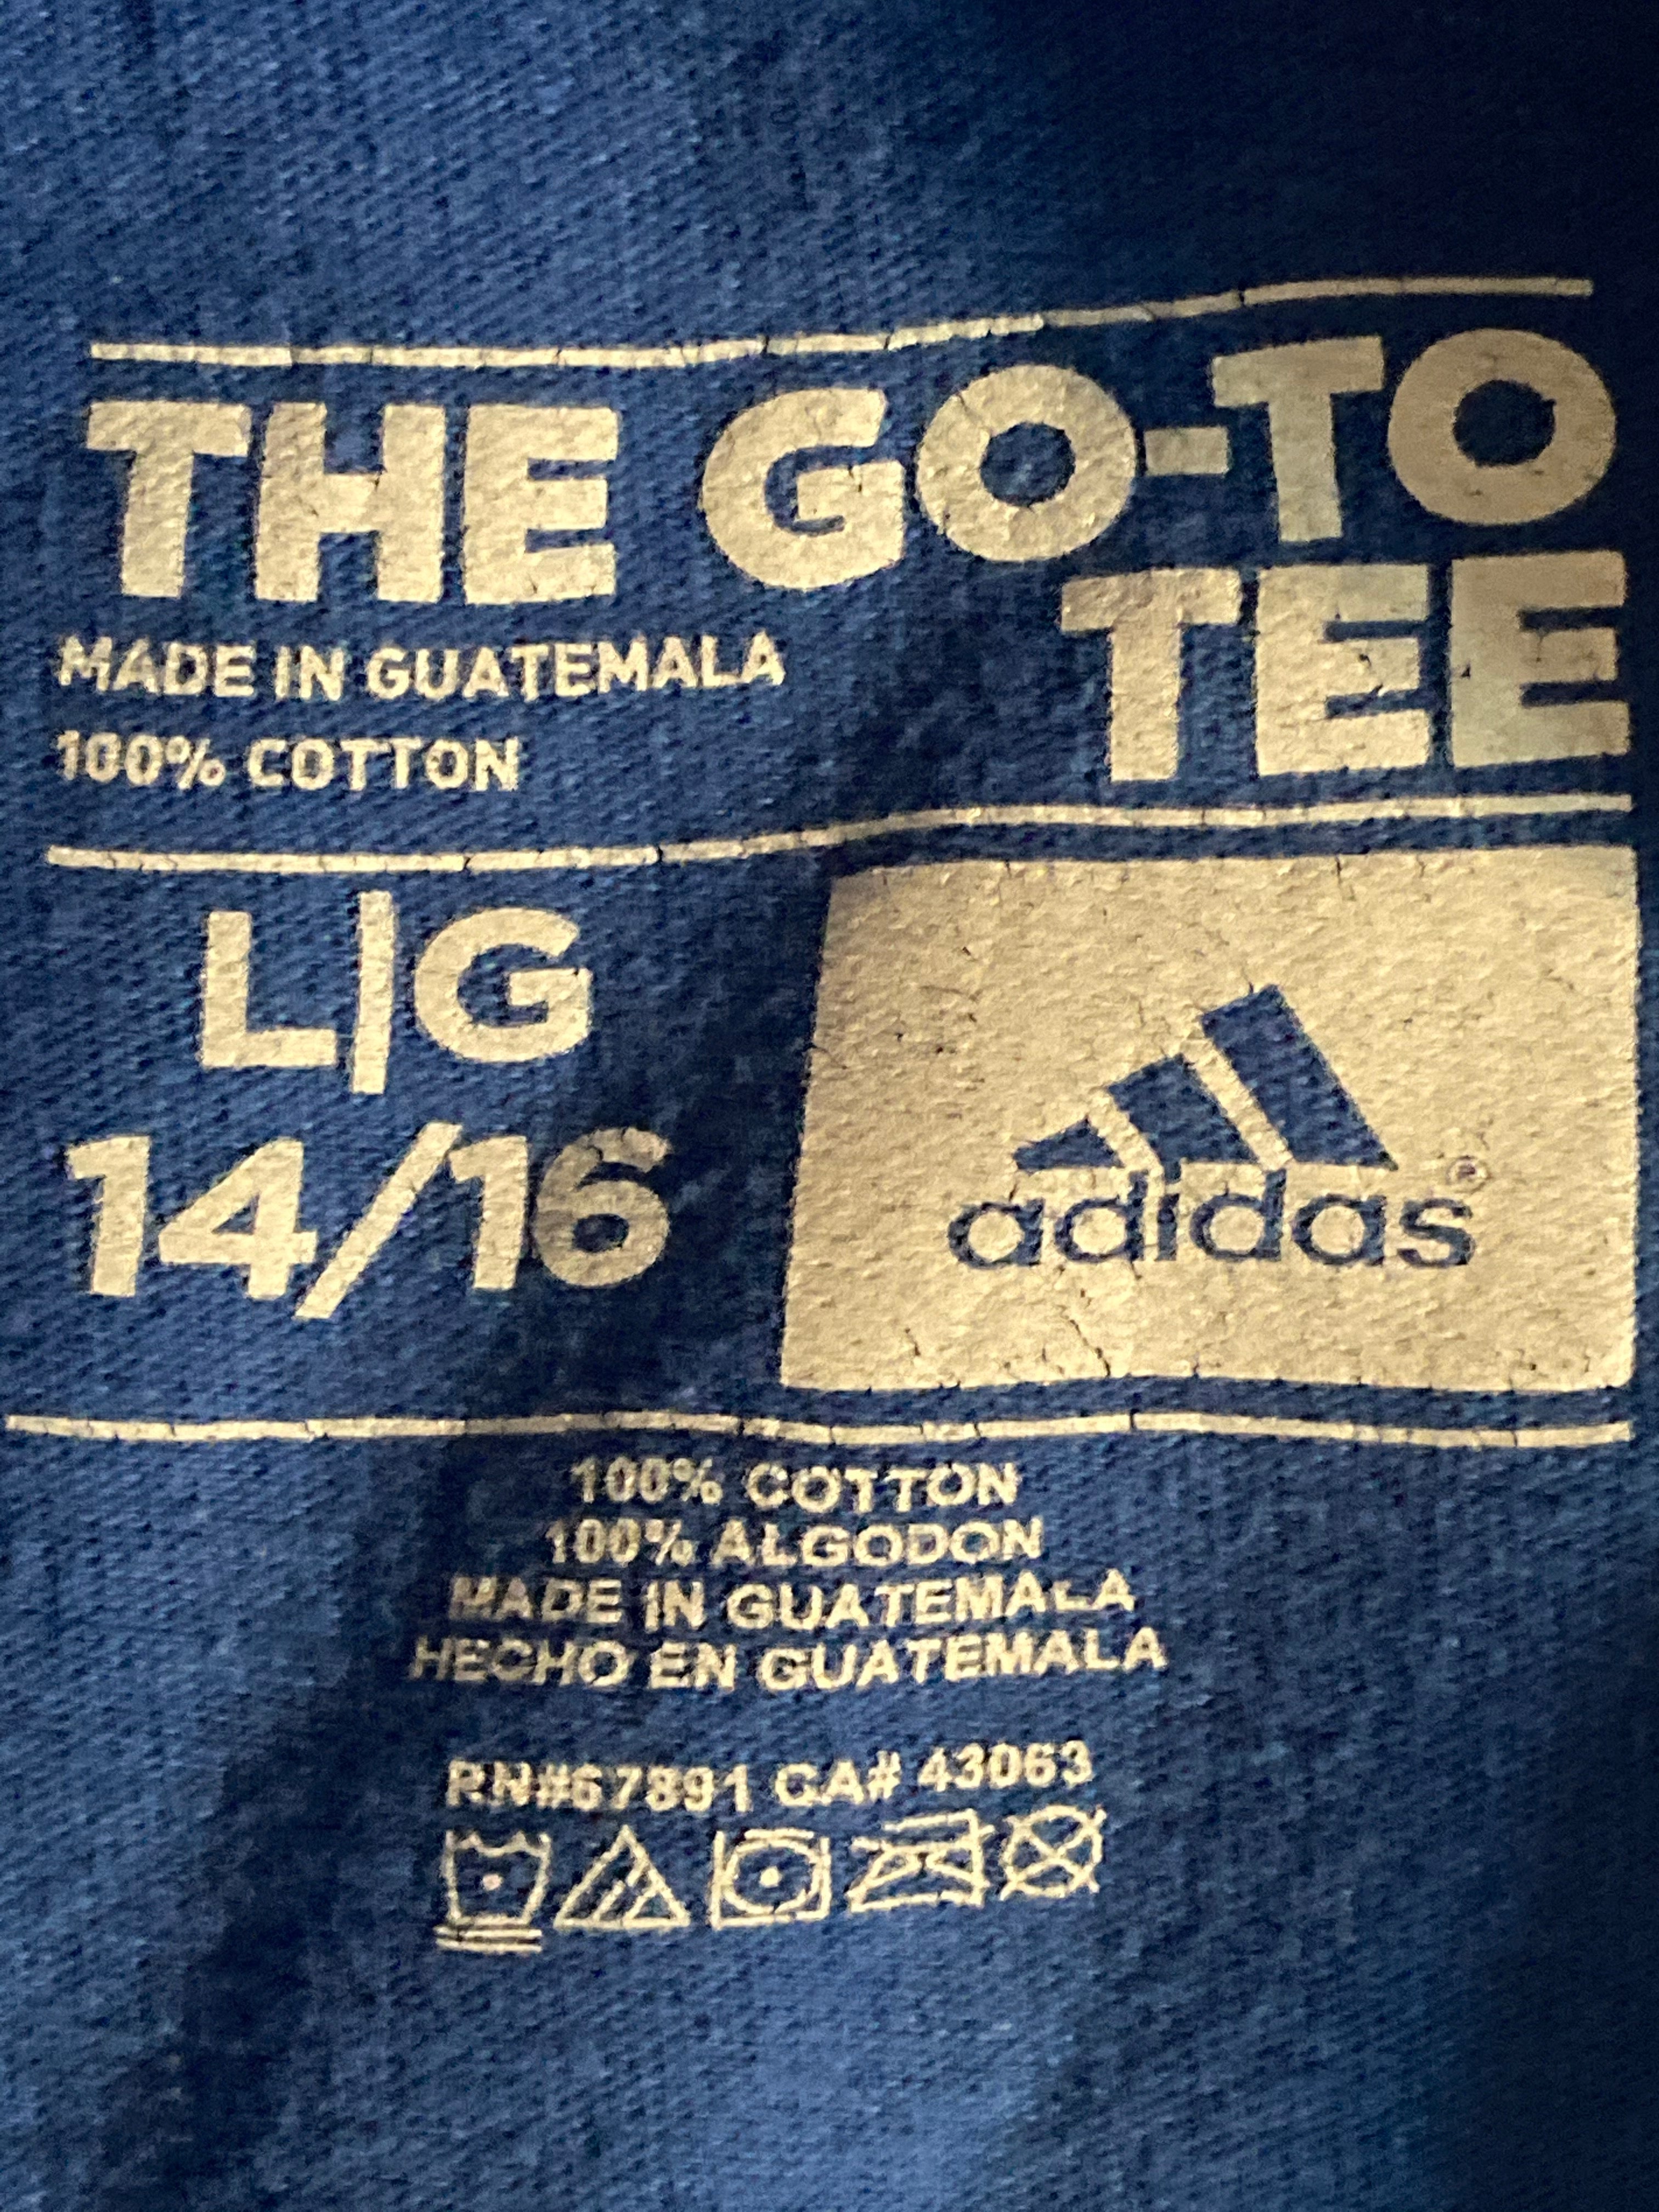 THE GO-TO
TEE
MADE IN GUATEMALA
100% COTTON
L|G
14/16
adidas®
100% COTTON
100% ALGODON
MADE IN GUATEMALA
HECHO EN GUATEMALA
RN#67891 CA# 43063